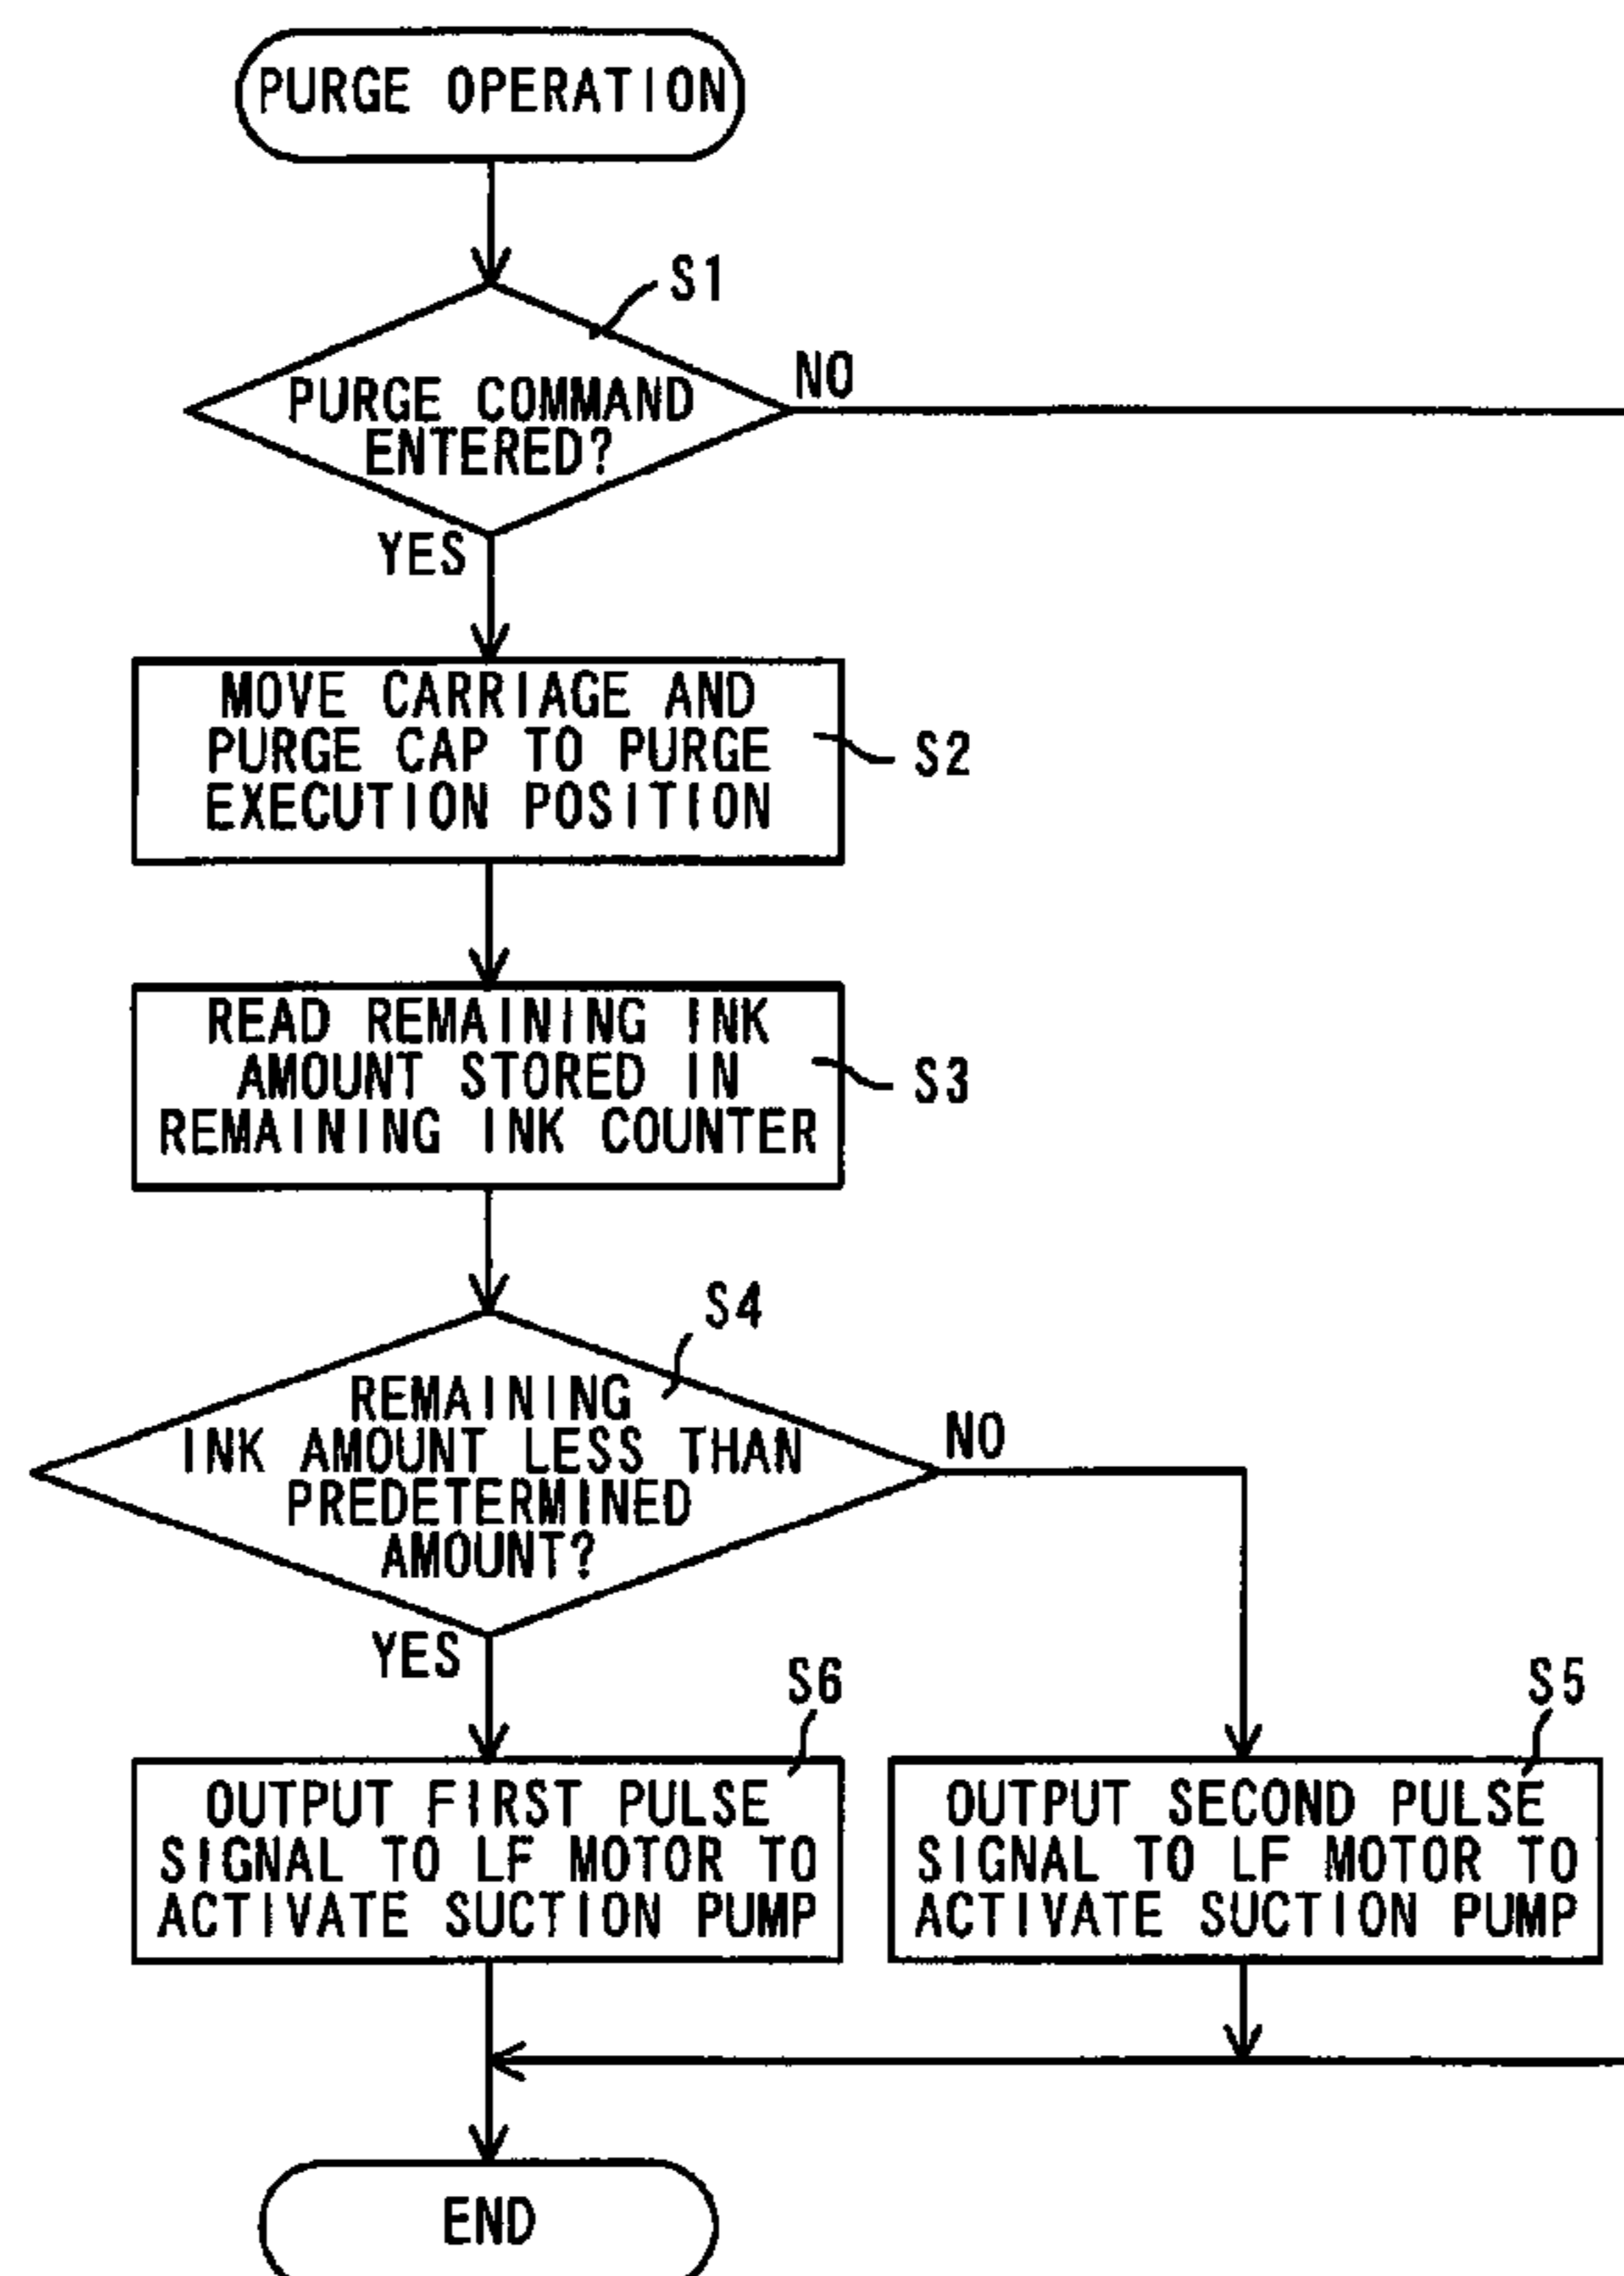 PURGE OPERATION
S1
PURGE COMMAND
ENTERED?
NO
YES
MOVE CARRIAGE AND
PURGE CAP TO PURGE
EXECUTION POSITION
S2
READ REMAINING INK
AMOUNT STORED IN
REMAINING INK COUNTER
S3
S4
REMAINING
INK AMOUNT LESS THAN
PREDETERMINED
AMOUNT?
NO
YES
S6
OUTPUT FIRST PULSE
SIGNAL TO LF MOTOR TO
ACTIVATE SUCTION PUMP
S5
OUTPUT SECOND PULSE
SIGNAL TO LF MOTOR TO
ACTIVATE SUCTION PUMP
END